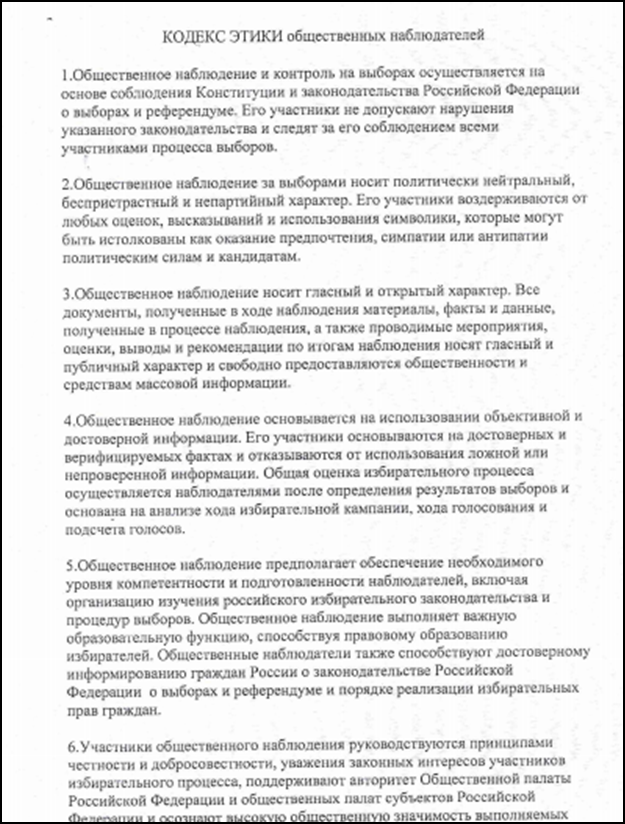 КОДЕКС ЭТИКИ общественных наблюдателей
1.Общественное наблюдение и контроль на выборах осуществляется на
основе соблюдения Конституции и законодательства Российской Федерации
о выборах и референдуме. Его участники не допускают нарушения
указанного законодательства и следят за его соблюдением всеми
участниками процесса выборов.
2.Общественное наблюдение за выборами носит политически нейтральный,
беспристрастный и непартийный характер. Его участники воздерживаются от
любых оценок, высказываний и использования символики, которые могут
быть истолкованы как оказание предпочтения, симпатии или антипатии
политическим силам и кандидатам.
3.Общественное наблюдение носит гласный и открытый характер. Все
документы, полученные в ходе наблюдения материалы, факты и данные,
полученные в процессе наблюдения, а также проводимые мероприятия,
оценки, выводы и рекомендации по итогам наблюдения носят гласный и
публичный характер и свободно предоставляются общественности и
средствам массовой информации.
4.Общественное наблюдение основывается на использовании объективной и
достоверной информации. Его участники основываются на достоверных и
верифицируемых фактах и отказываются от использования ложной или
непроверенной информации. Общая оценка избирательного процесса
осуществляется наблюдателями после определения результатов выборов и
основана на анализе хода избирательной кампании, хода голосования и
подсчета голосов.
5.Общественное наблюдение предполагает обеспечение необходимого
уровня компетентности и подготовленности наблюдателей, включая
организацию изучения российского избирательного законодательства и
процедур выборов. Общественное наблюдение выполняет важную
образовательную функцию, способствуя правовому образованию
избирателей. Общественные наблюдатели также способствуют достоверному
информированию граждан России о законодательстве Российской
Федерации о выборах и референдуме и порядке реализации избирательных
прав граждан.
6.Участники общественного наблюдения руководствуются принципами
честности и добросовестности, уважения законных интересов участников
избирательного процесса, поддерживают авторитет Общественной палаты
Российской Федерации и общественных палат субъектов Российской
Федерации и осознают высокую общественную значимость выполняемых